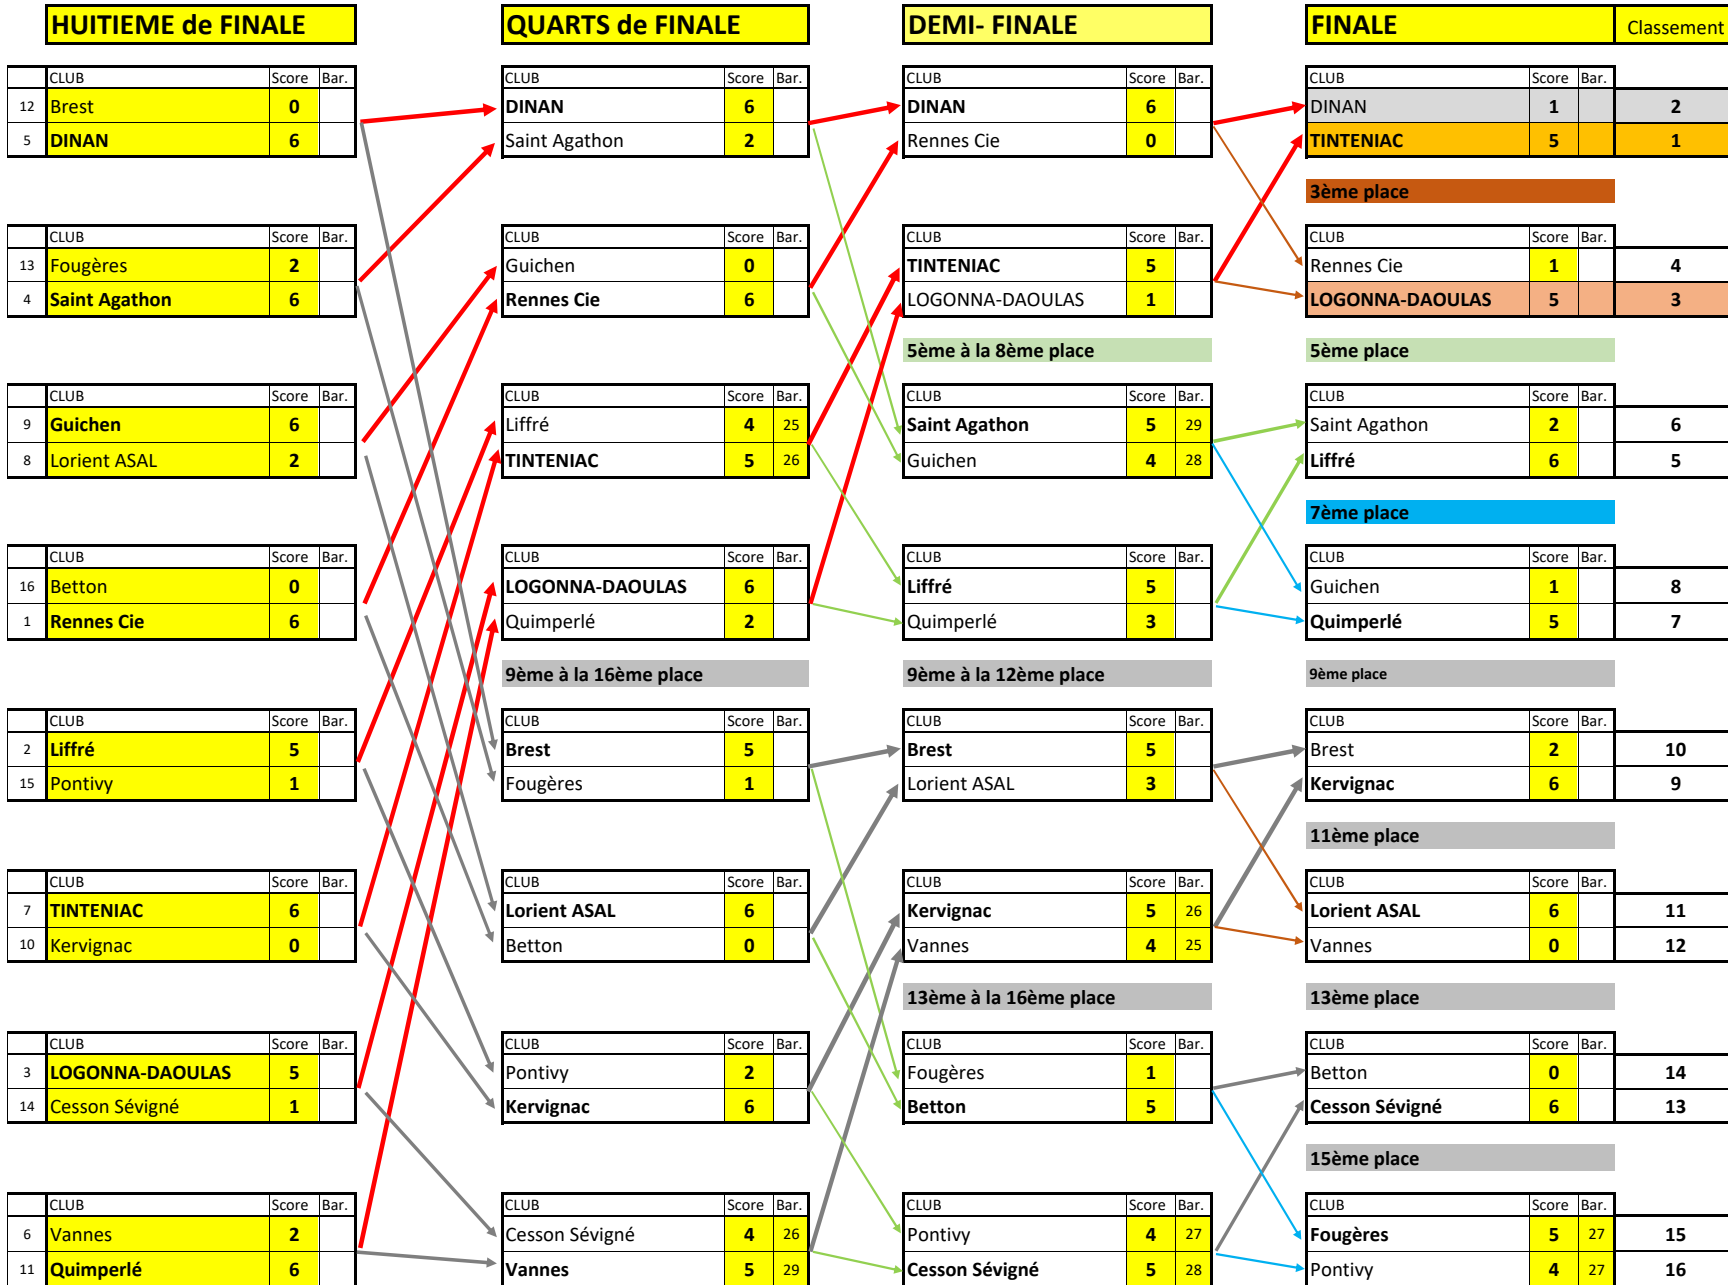 HUITIEME de FINALE QUARTS de FINALE DEMI- FINALE FINALE Classement
CLUB Score Bar. CLUB Score Bar. CLUB Score Bar. CLUB Score Bar.
12 Brest 0 DINAN 6 DINAN 6 DINAN 1 2
5 DINAN 6 Saint Agathon 2 Rennes Cie 0 TINTENIAC 5 1
3ème place
CLUB Score Bar. CLUB Score Bar. CLUB Score Bar. CLUB Score Bar.
13 Fougères 2 Guichen 0 TINTENIAC 5 Rennes Cie 1 4
4 Saint Agathon 6 Rennes Cie 6 LOGONNA-DAOULAS 1 LOGONNA-DAOULAS 5 3
5ème à la 8ème place 5ème place
CLUB Score Bar. CLUB Score Bar. CLUB Score Bar. CLUB Score Bar.
9 Guichen 6 Liffré 4 25 Saint Agathon 5 29 Saint Agathon 2 6
8 Lorient ASAL 2 TINTENIAC 5 26 Guichen 4 28 Liffré 6 5
7ème place
CLUB Score Bar. CLUB Score Bar. CLUB Score Bar. CLUB Score Bar.
16 Betton 0 LOGONNA-DAOULAS 6 Liffré 5 Guichen 1 8
1 Rennes Cie 6 Quimperlé 2 Quimperlé 3 Quimperlé 5 7
9ème à la 16ème place 9ème à la 12ème place 9ème place
CLUB Score Bar. CLUB Score Bar. CLUB Score Bar. CLUB Score Bar.
2 Liffré 5 Brest 5 Brest 5 Brest 2 10
15 Pontivy 1 Fougères 1 Lorient ASAL 3 Kervignac 6 9
11ème place
CLUB Score Bar. CLUB Score Bar. CLUB Score Bar. CLUB Score Bar.
7 TINTENIAC 6 Lorient ASAL 6 Kervignac 5 26 Lorient ASAL 6 11
10 Kervignac 0 Betton 0 Vannes 4 25 Vannes 0 12
13ème à la 16ème place 13ème place
CLUB Score Bar. CLUB Score Bar. CLUB Score Bar. CLUB Score Bar.
3 LOGONNA-DAOULAS 5 Pontivy 2 Fougères 1 Betton 0 14
14 Cesson Sévigné 1 Kervignac 6 Betton 5 Cesson Sévigné 6 13
15ème place
CLUB Score Bar. CLUB Score Bar. CLUB Score Bar. CLUB Score Bar.
6 Vannes 2 Cesson Sévigné 4 26 Pontivy 4 27 Fougères 5 27 15
11 Quimperlé 6 Vannes 5 29 Cesson Sévigné 5 28 Pontivy 4 27 16